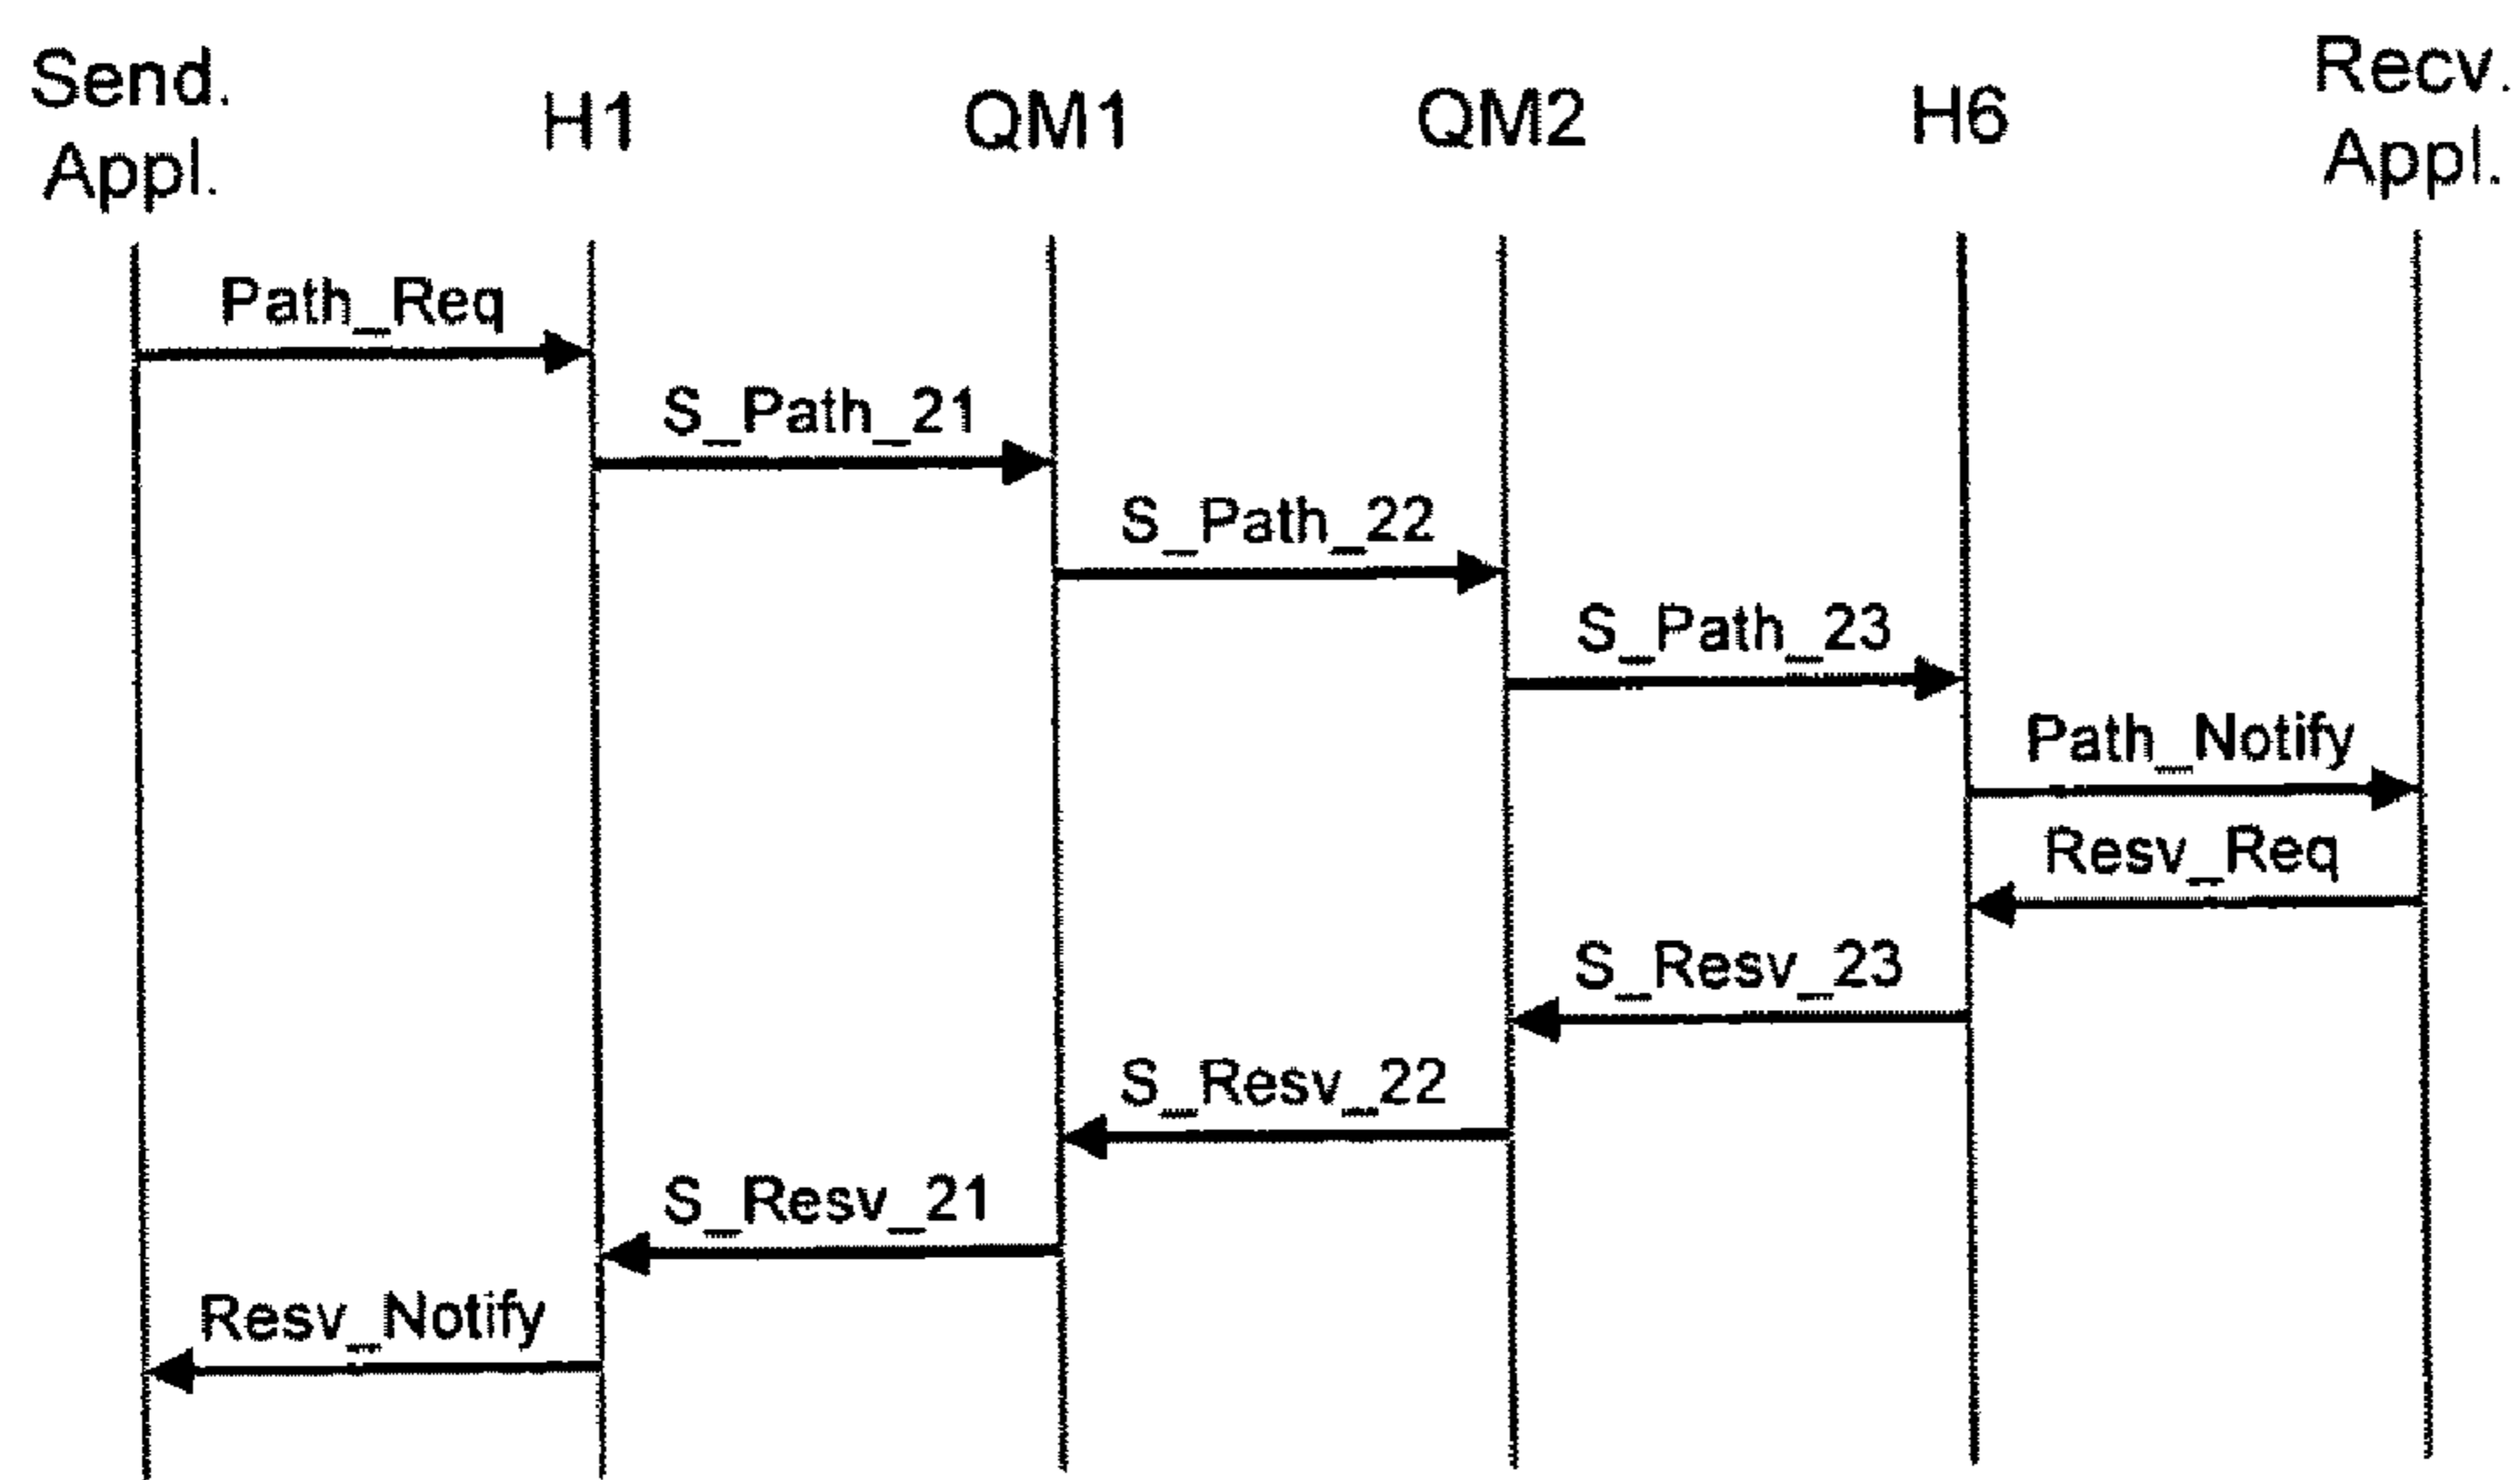 Send.
Appl.
H1
QM1
QM2
H6
Recv.
Appl.
Path_Req
S_Path_21
S_Path_22
S_Path_23
Path_Notify
Resv_Req
S_Resv_23
S_Resv_22
S_Resv_21
Resv_Notify